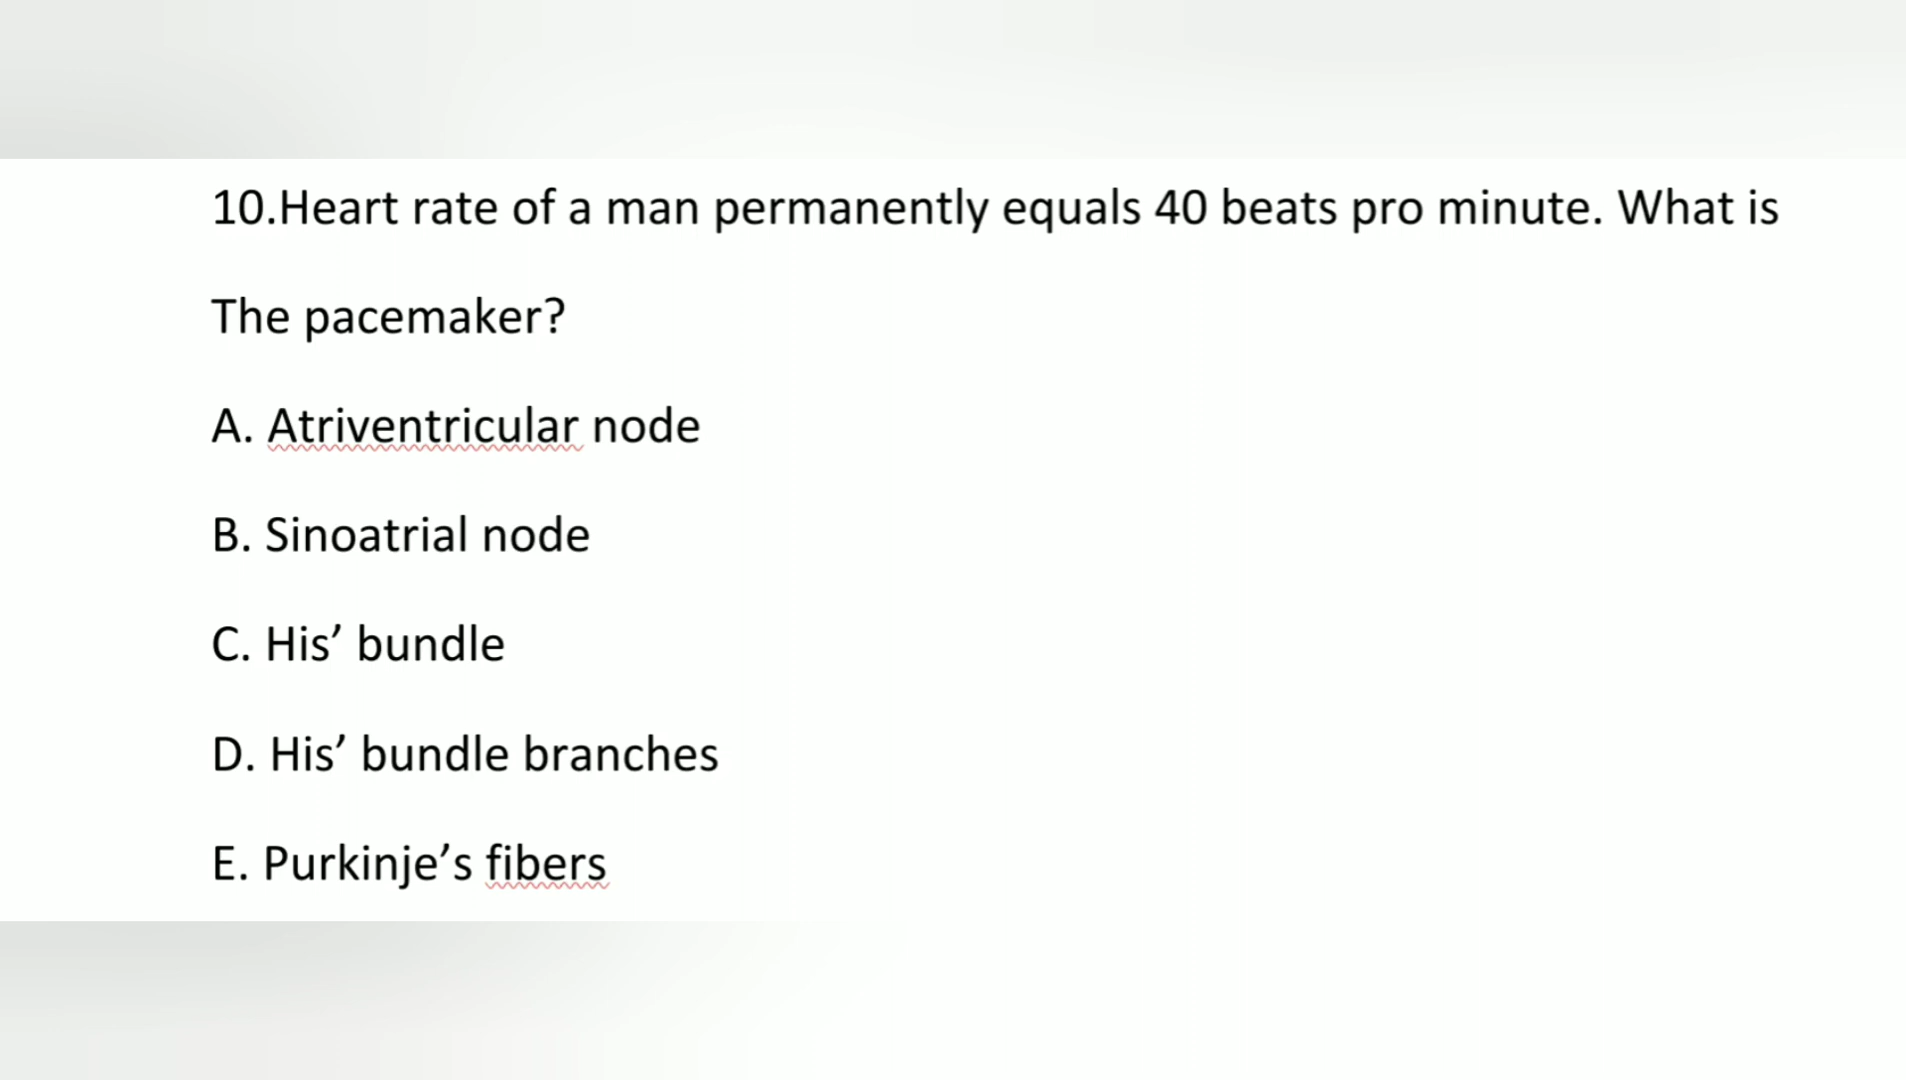 10.Heart rate of a man permanently equals 40 beats pro minute. What is
The pacemaker?
A. Atriventricular node
B. Sinoatrial node
C. His’ bundle
D. His’ bundle branches
E. Purkinje’s fibers